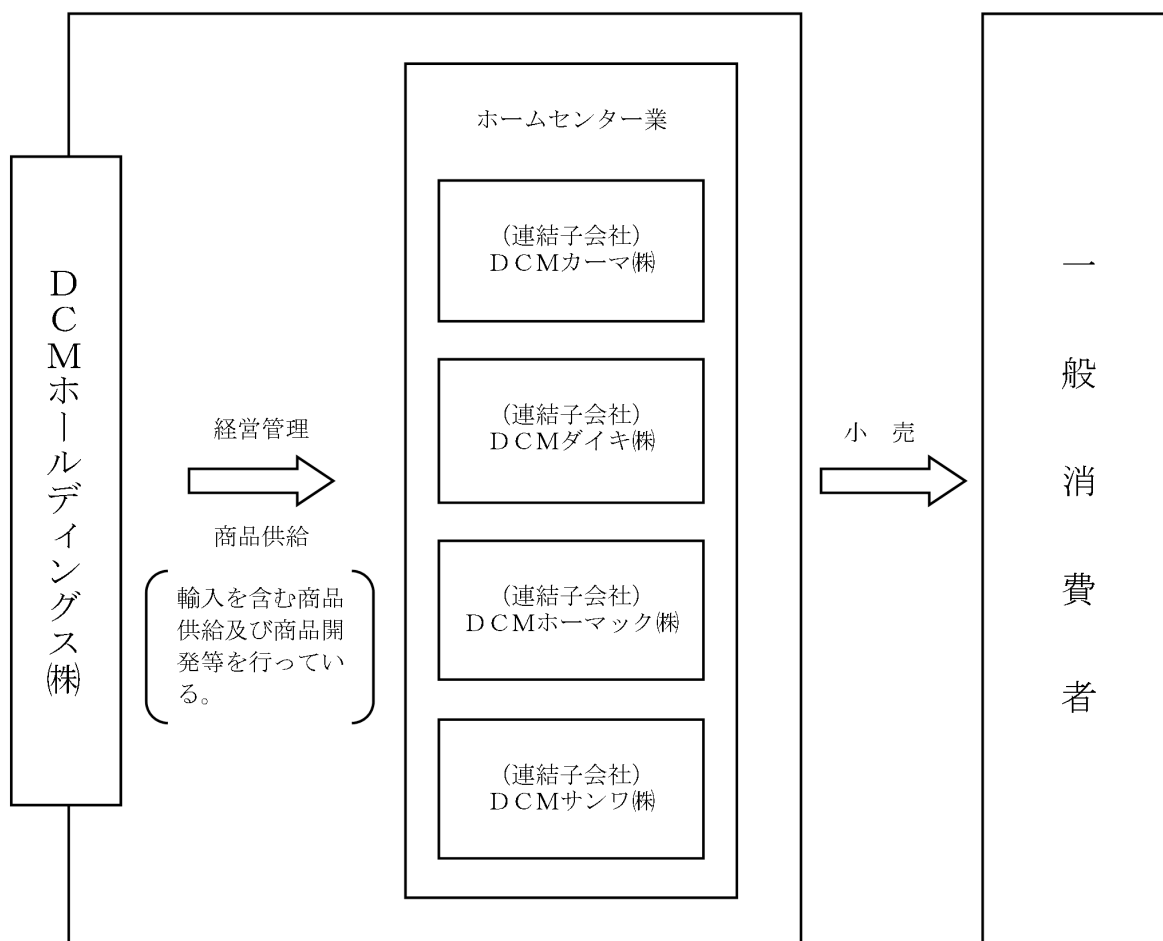 DCMホールディングス㈱
経営管理
商品供給
輸入を含む商品
供給及び商品開
発等を行ってい
る。
ホームセンター業
(連結子会社)
DCMカーマ㈱
(連結子会社)
DCMダイキ㈱
(連結子会社)
DCMホーマック㈱
(連結子会社)
DCMサンワ㈱
小　売
一般消費者